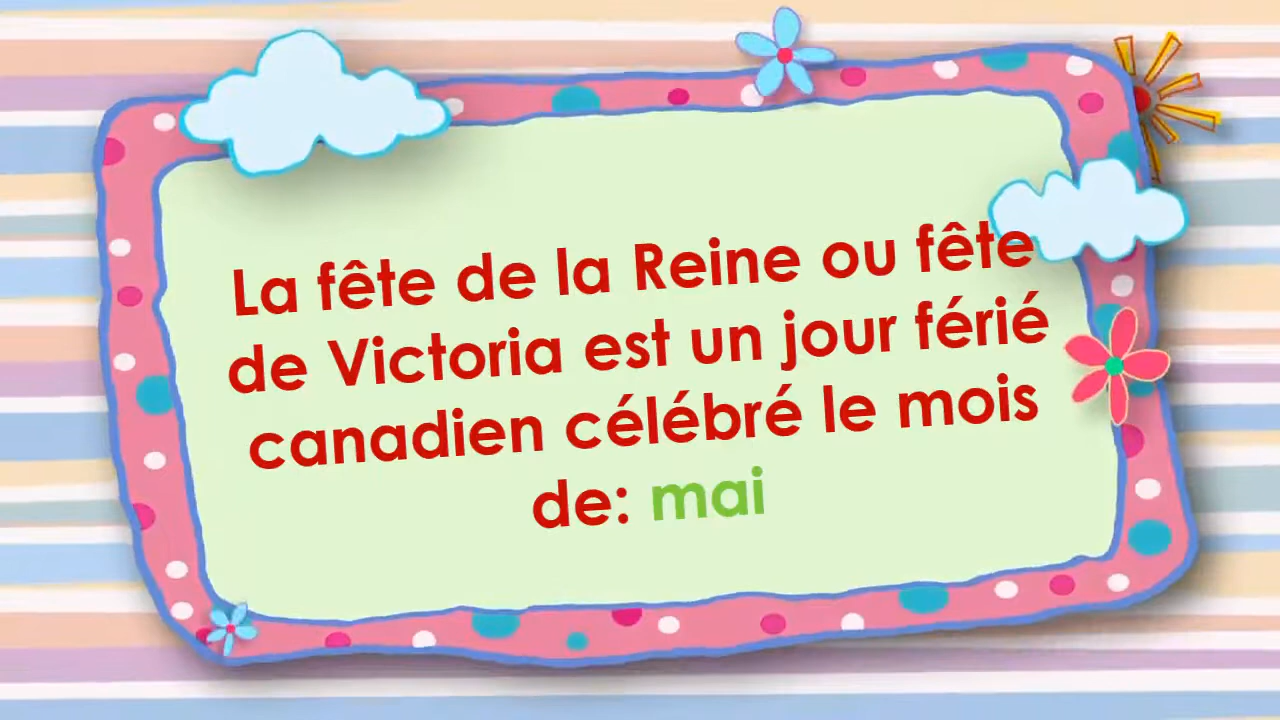 La fête de la Reine ou fête
de Victoria est un jour férié
canadien célébré le mois
de: mai